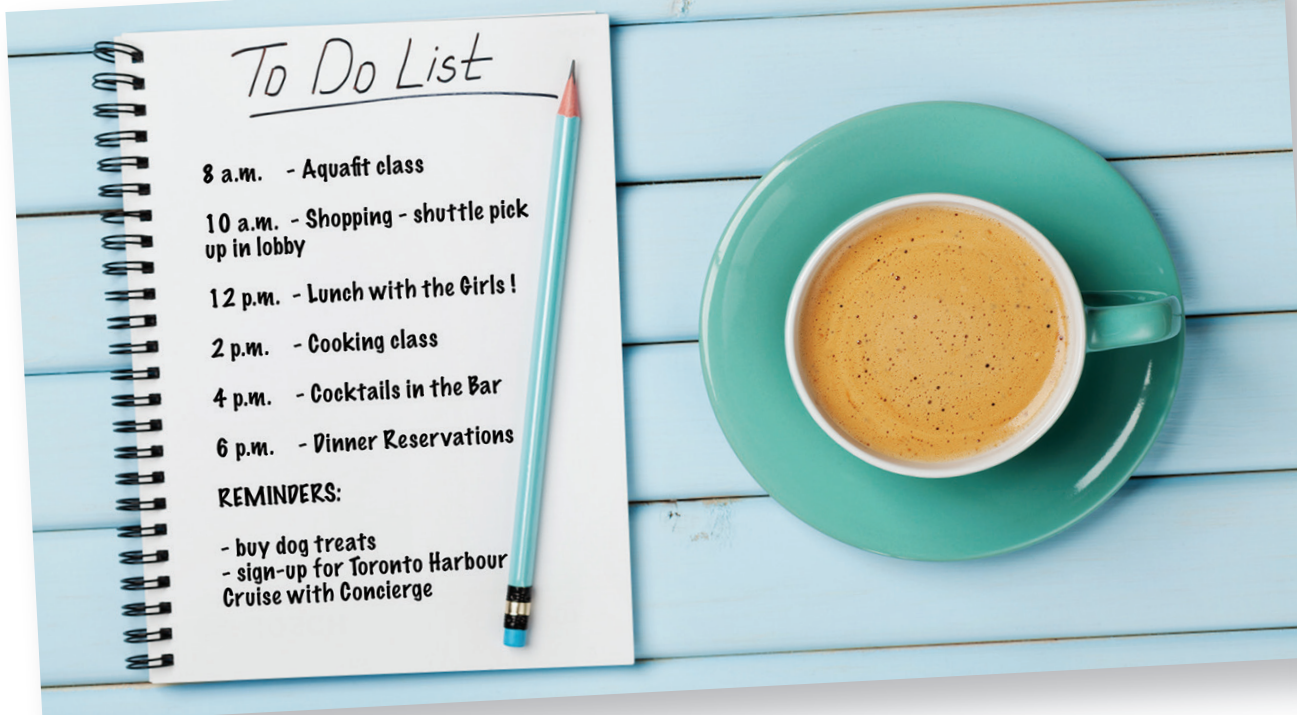 To Do List
8 a.m. - Aquafit class
10 a.m. - Shopping - shuttle pick
up in lobby
12 p.m. - Lunch with the Girls !
2 p.m. - Cooking class
4 p.m. - Cocktails in the Bar
6 p.m. - Dinner Reservations
REMINDERS:
- buy dog treats
- sign-up for Toronto Harbour
Cruise with Concierge